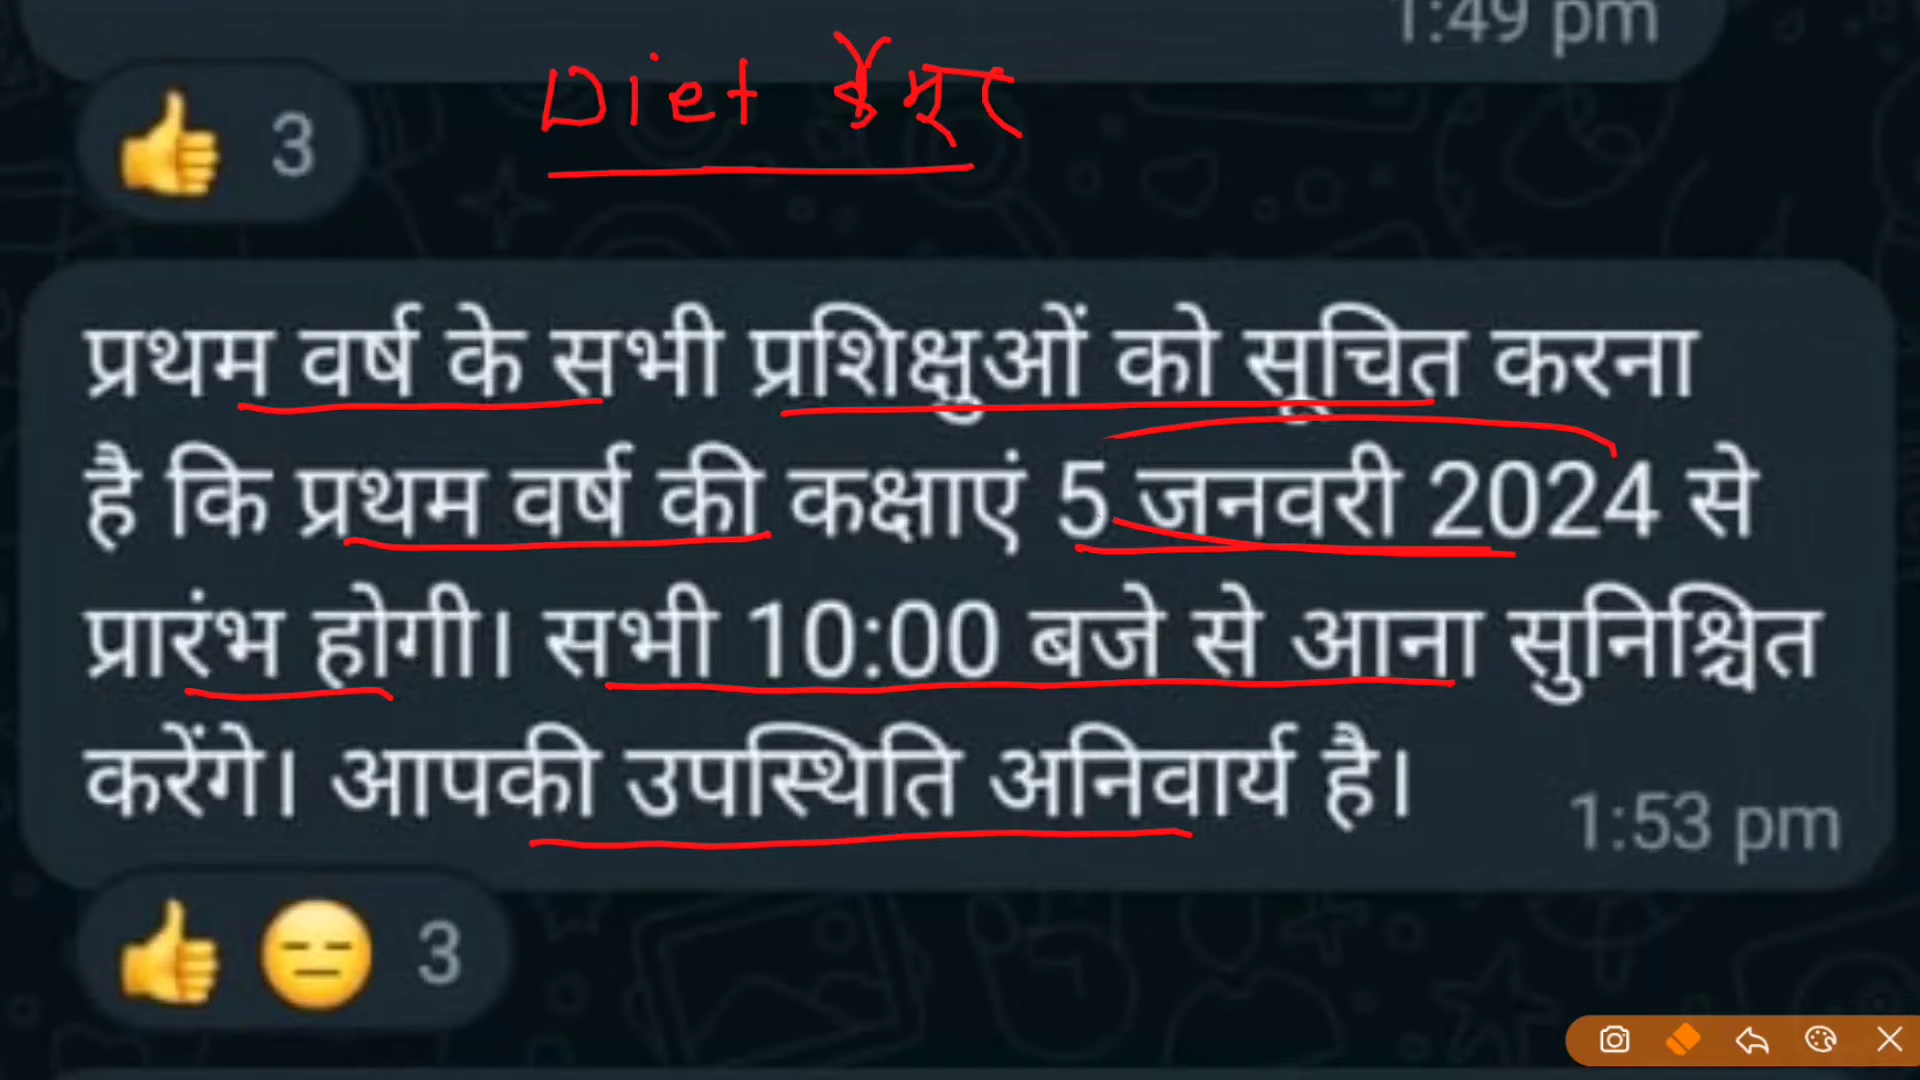 1:49 pm
Diet
3
प्रथम वर्ष के सभी प्रशिक्षुओं को सूचित करना
है कि प्रथम वर्ष की कक्षाएं 5 जनवरी 2024 से
प्रारंभ होगी। सभी 10:00 बजे से आना सुनिश्चित
करेंगे। आपकी उपस्थिति अनिवार्य है।
1:53 pm
3